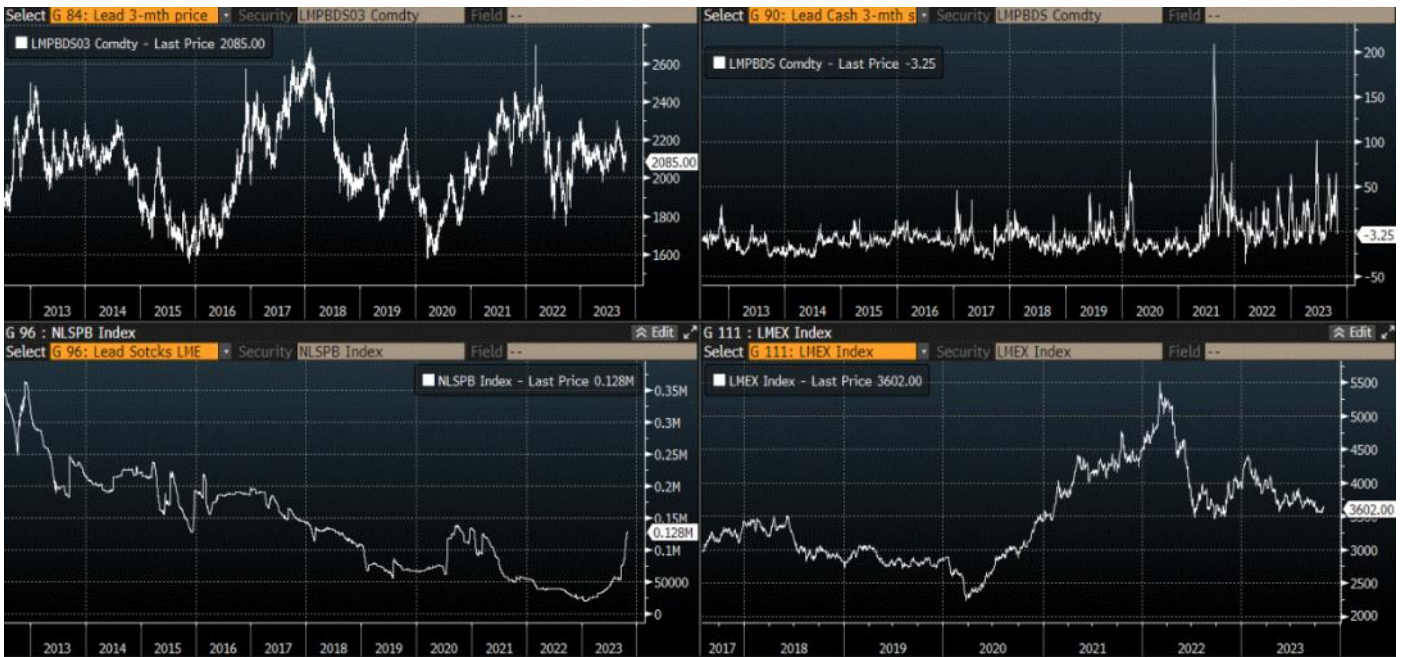 Select G 84: Lead 3-mth price Security LMPBDS03 Comdty Field --
LMPBDS03 Comdty - Last Price 2085.00
2600
2400
2200
2085.00
2000
1800
1600
2013 2014 2015 2016 2017 2018 2019 2020 2021 2022 2023
Select G 90: Lead Cash 3-mth s Security LMPBDS Comdty Field --
LMPBDS Comdty - Last Price -3.25
200
150
100
50
-3.25
-50
2013 2014 2015 2016 2017 2018 2019 2020 2021 2022 2023
G 96 : NLSPB Index Edit
Select G 96: Lead Sotcks LME Security NLSPB Index Field --
NLSPB Index - Last Price 0.128M
0.35M
0.3M
0.25M
0.2M
0.15M
0.128M
0.1M
50000
0
2013 2014 2015 2016 2017 2018 2019 2020 2021 2022 2023
G 111 : LMEX Index Edit
Select G 111: LMEX Index Security LMEX Index Field --
LMEX Index - Last Price 3602.00
5500
5000
4500
4000
3602.00
3500
3000
2500
2000
2017 2018 2019 2020 2021 2022 2023